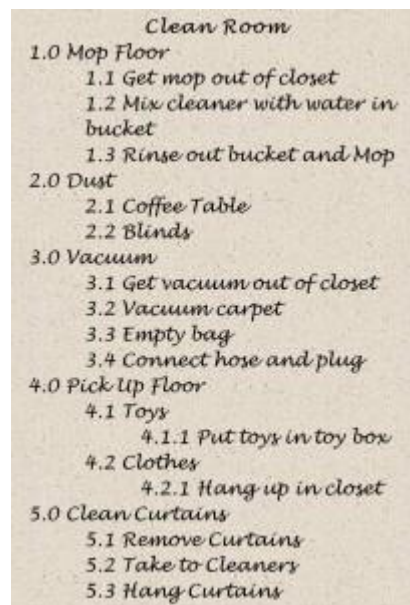 Clean Room
1.0 Mop Floor
1.1 Get mop out of closet
1.2 Mix cleaner with water in
bucket
1.3 Rinse out bucket and Mop
2.0 Dust
2.1 Coffee Table
2.2 Blinds
3.0 Vacuum
3.1 Get vacuum out of closet
3.2 Vacuum carpet
3.3 Empty bag
3.4 Connect hose and plug
4.0 Pick Up Floor
4.1 Toys
4.1.1 Put toys in toy box
4.2 Clothes
4.2.1 Hang up in closet
5.0 Clean Curtains
5.1 Remove Curtains
5.2 Take to Cleaners
5.3 Hang Curtains